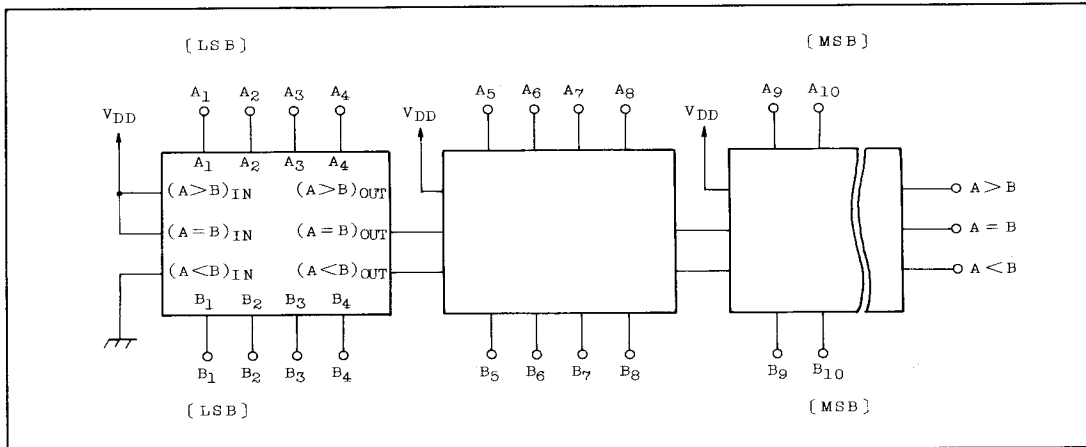 [LSB] [MSB]
A1 A2 A3 A4 A5 A6 A7 A8 A9 A10
VDD VDD VDD
A1 A2 A3 A4
(A>B)IN (A>B)OUT A>B
(A=B)IN (A=B)OUT A=B
(A<B)IN (A<B)OUT A<B
B1 B2 B3 B4
B1 B2 B3 B4 B5 B6 B7 B8 B9 B10
[LSB] [MSB]